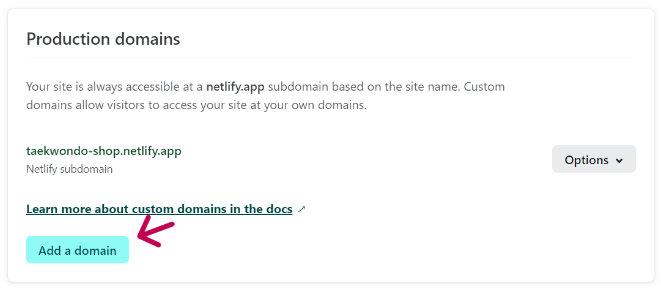 Production domains
Your site is always accessible at a netlify.app subdomain based on the site name. Custom
domains allow visitors to access your site at your own domains.
taekwondo-shop.netlify.app
Netlify subdomain
Options
Learn more about custom domains in the docs ↗
Add a domain